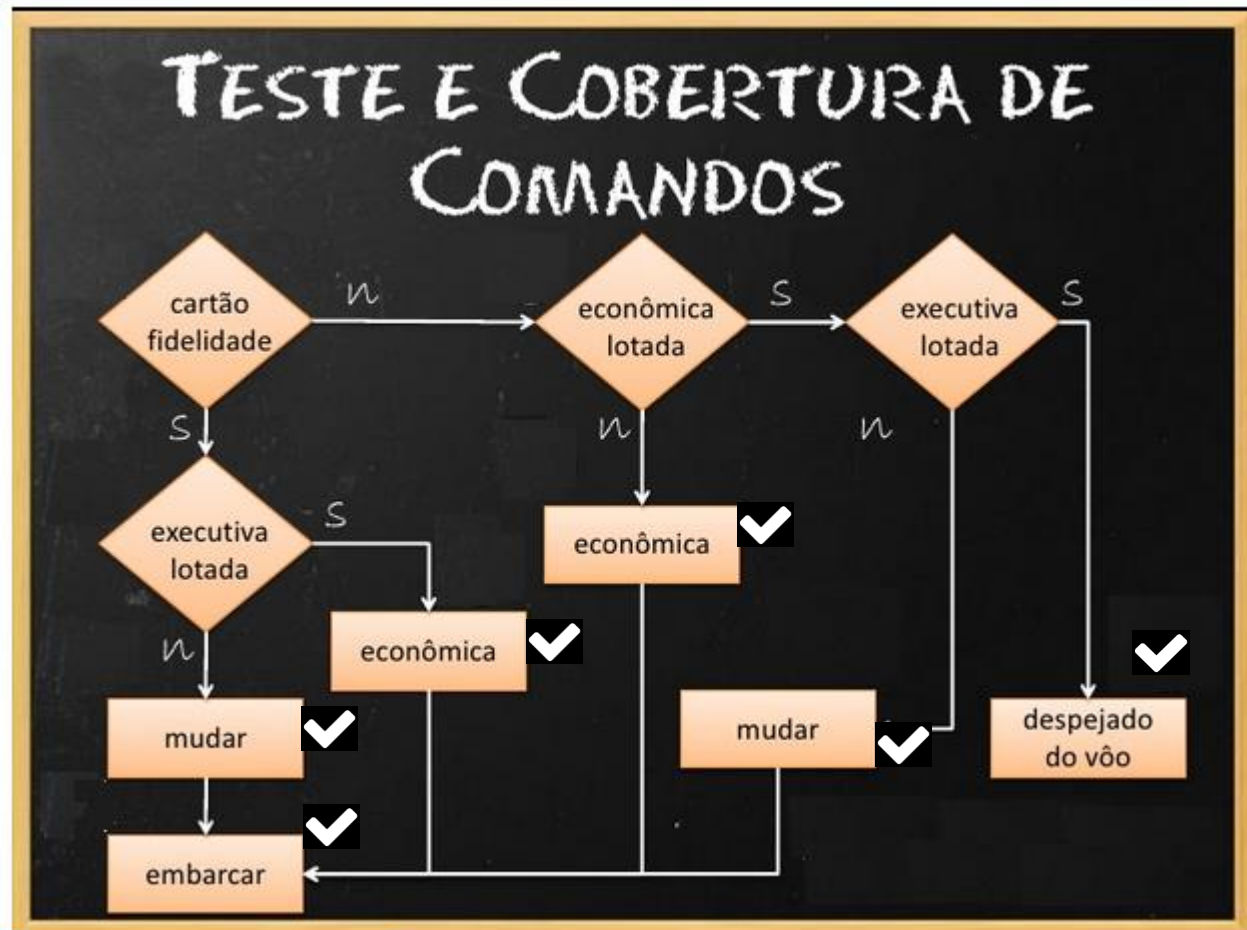 TESTE E COBERTURA DE
COMANDOS
cartão
fidelidade
n
econômica
lotada
s
executiva
lotada
s
s
n
n
executiva
lotada
s
econômica
econômica
n
mudar
mudar
despejado
do vôo
embarcar